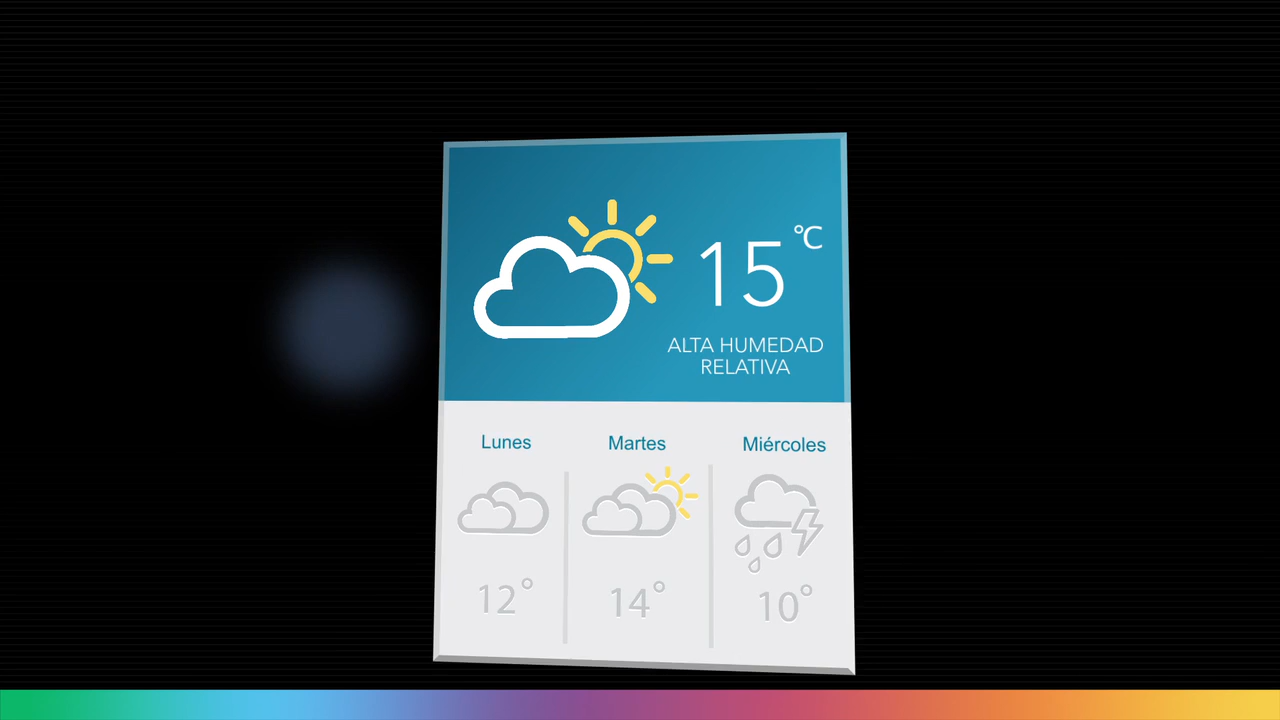 15 °C
ALTA HUMEDAD
RELATIVA
Lunes Martes Miércoles
12° 14° 10°